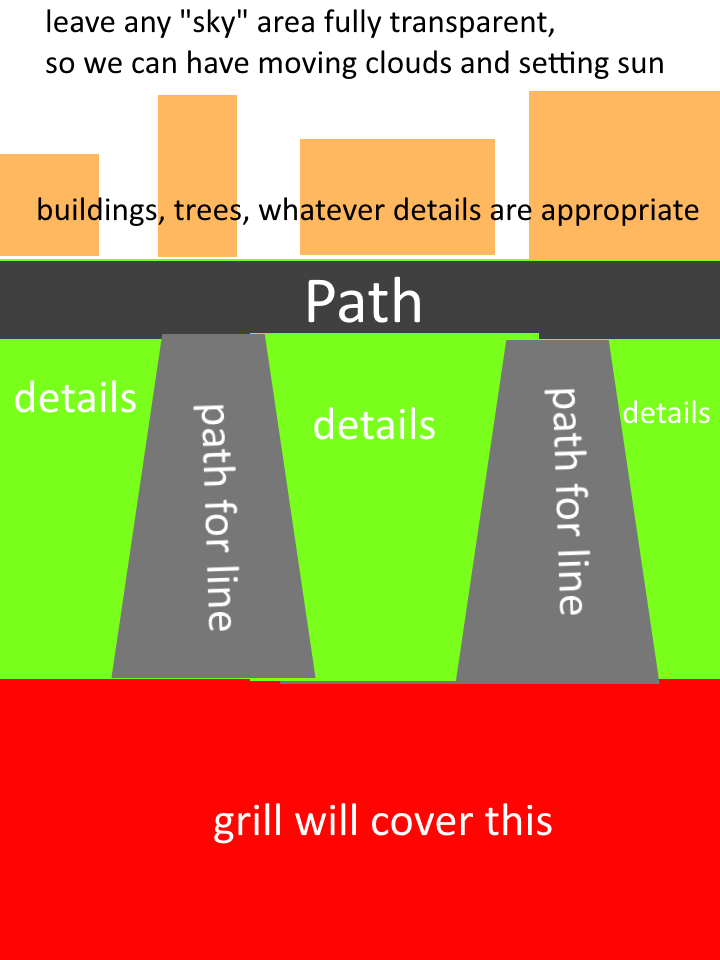 leave any "sky" area fully transparent,
so we can have moving clouds and setting sun
buildings, trees, whatever details are appropriate
Path
details
path for line
details
path for line
details
grill will cover this